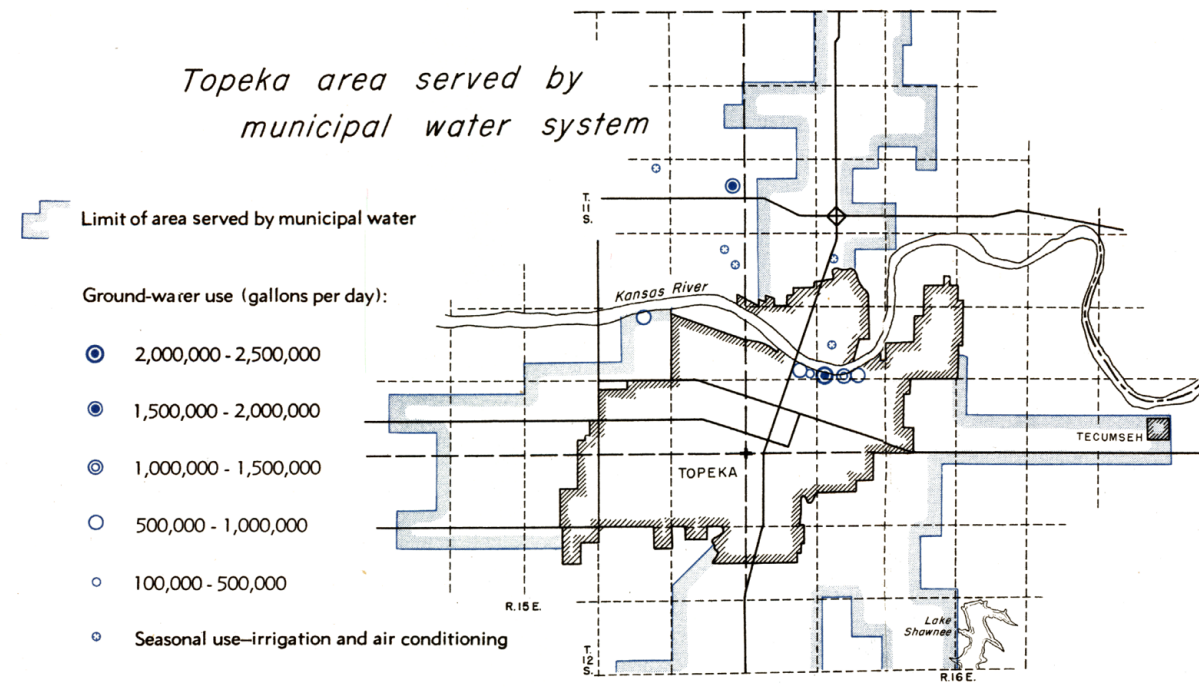 Topeka area served by
municipal water system
Limit of area served by municipal water
Ground-warer use (gallons per day):
2,000,000 - 2,500,000
1,500,000 - 2,000,000
1,000,000 - 1,500,000
500,000 - 1,000,000
100,000 - 500,000
Seasonal use—irrigation and air conditioning
T.
11
S.
Kansas River
TECUMSEH
TOPEKA
R.15 E.
Lake
Shawnee
T.
12
S.
R.16 E.